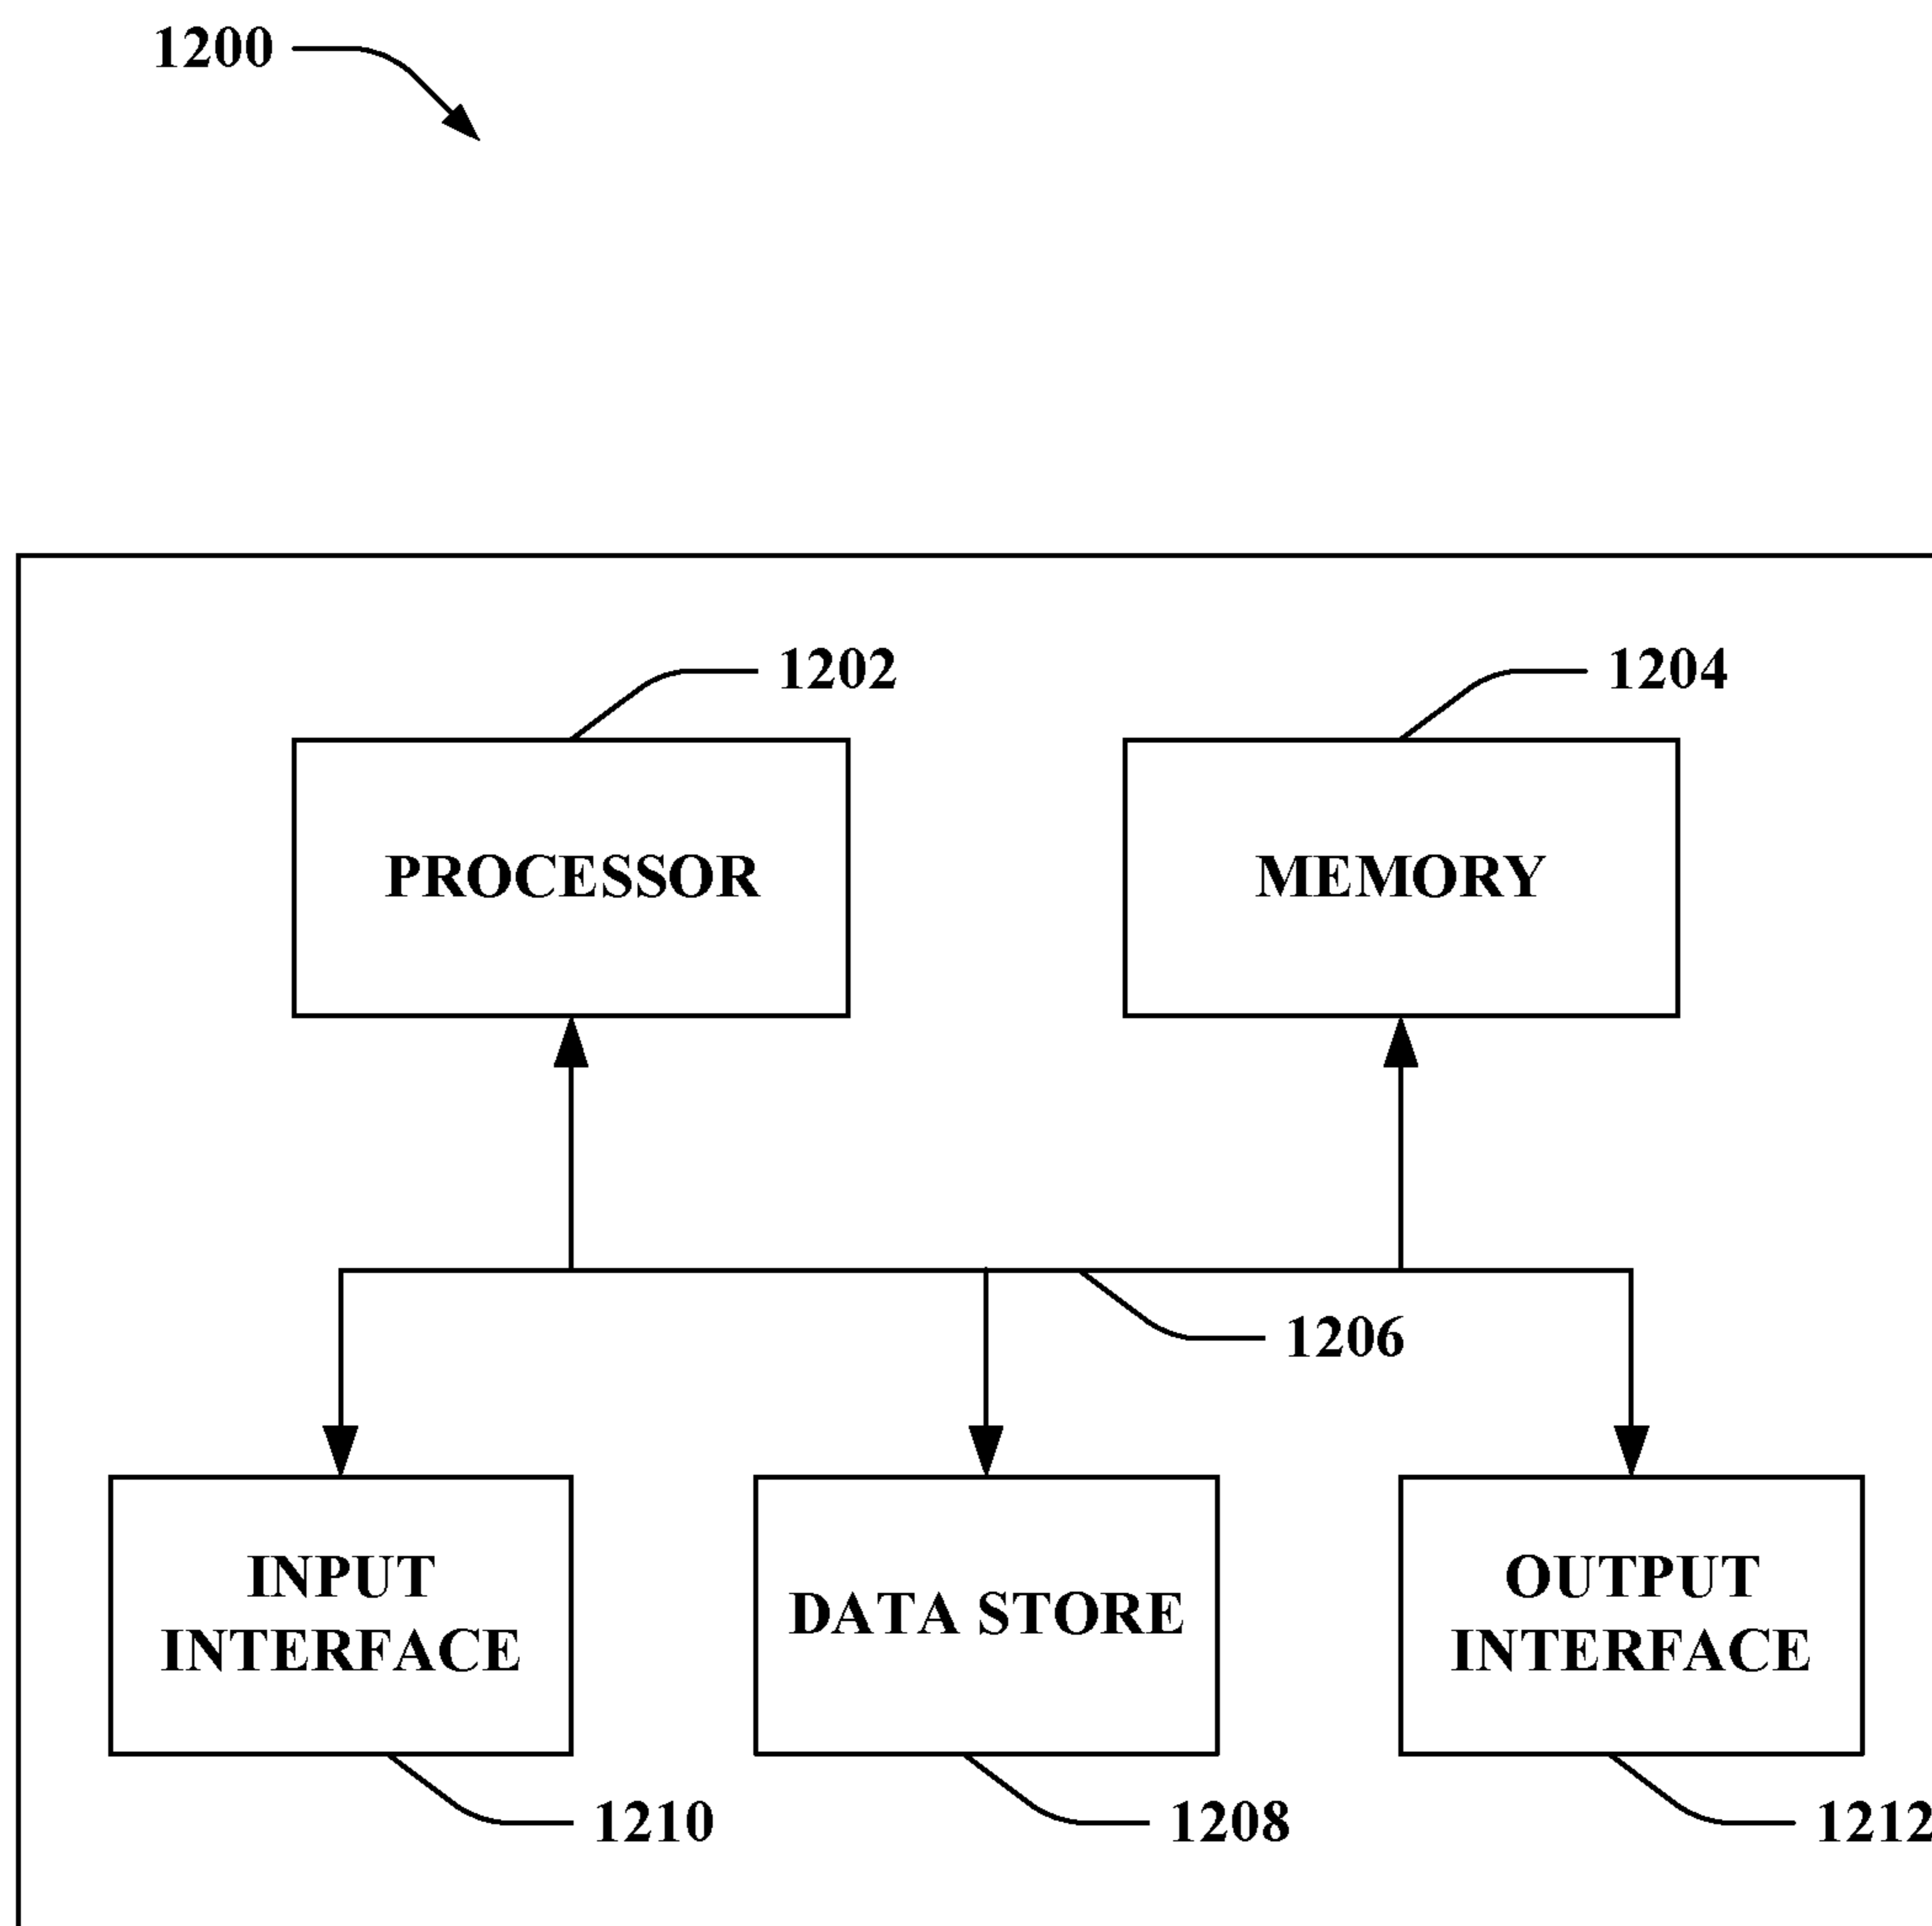 1200
1202
1204
PROCESSOR
MEMORY
1206
INPUT
INTERFACE
DATA STORE
OUTPUT
INTERFACE
1210
1208
1212